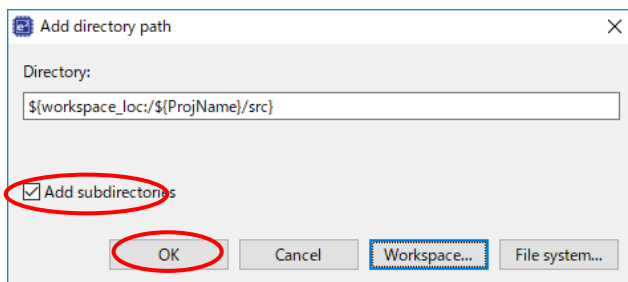 Add directory path
Directory:
${workspace_loc:/${ProjName}/src}
Add subdirectories
OK Cancel Workspace... File system...